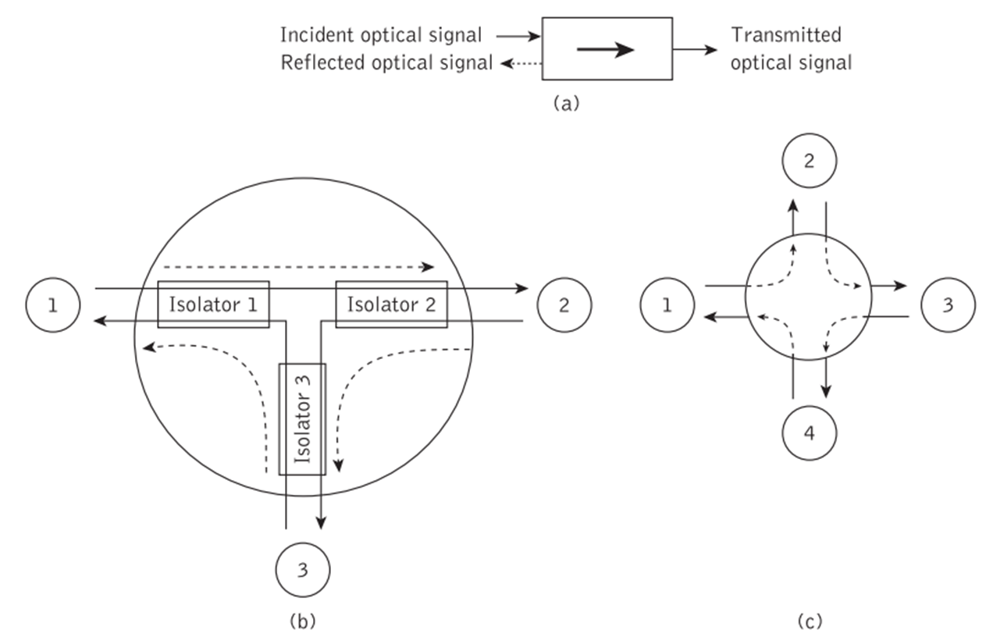 Incident optical signal
Reflected optical signal
Transmitted
optical signal
(a)
1
Isolator 1
Isolator 2
2
Isolator 3
3
(b)
2
1
3
4
(c)